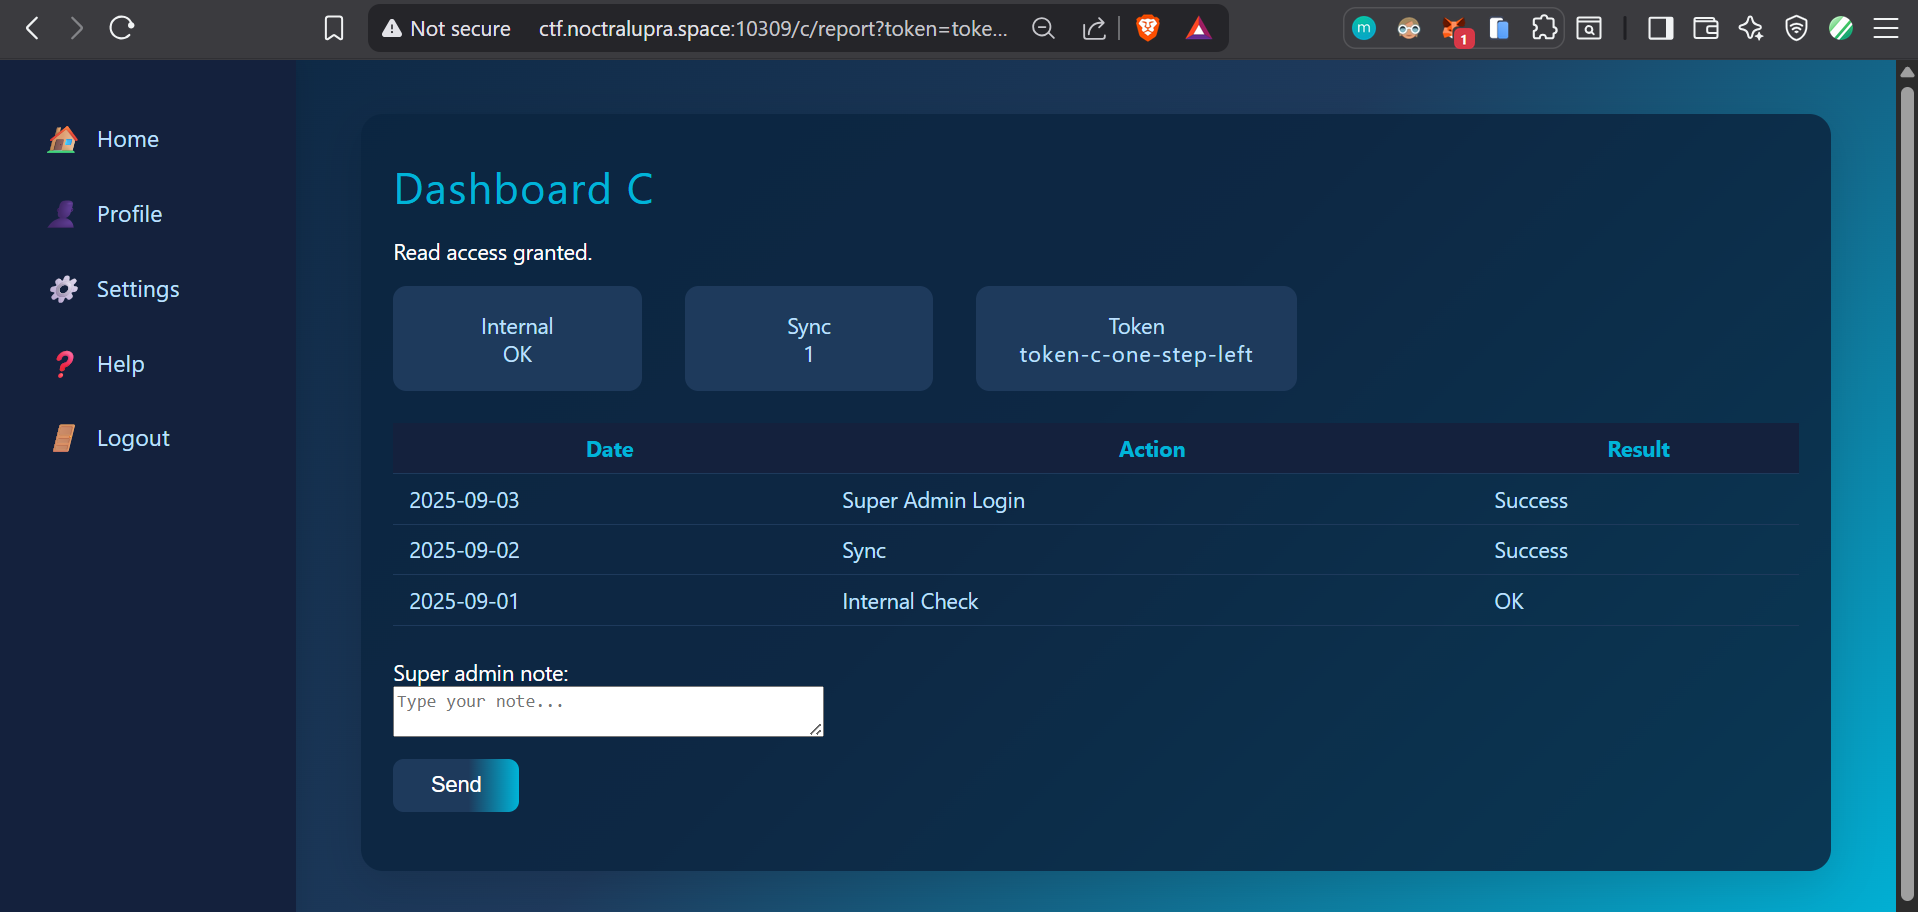 Not secure
ctf.noctralupra.space:10309/c/report?token=toke...
m
1
Home
Profile
Settings
Help
Logout
Dashboard C
Read access granted.
Internal
OK
Sync
1
Token
token-c-one-step-left
Date Action Result
2025-09-03 Super Admin Login Success
2025-09-02 Sync Success
2025-09-01 Internal Check OK
Super admin note:
Type your note...
Send